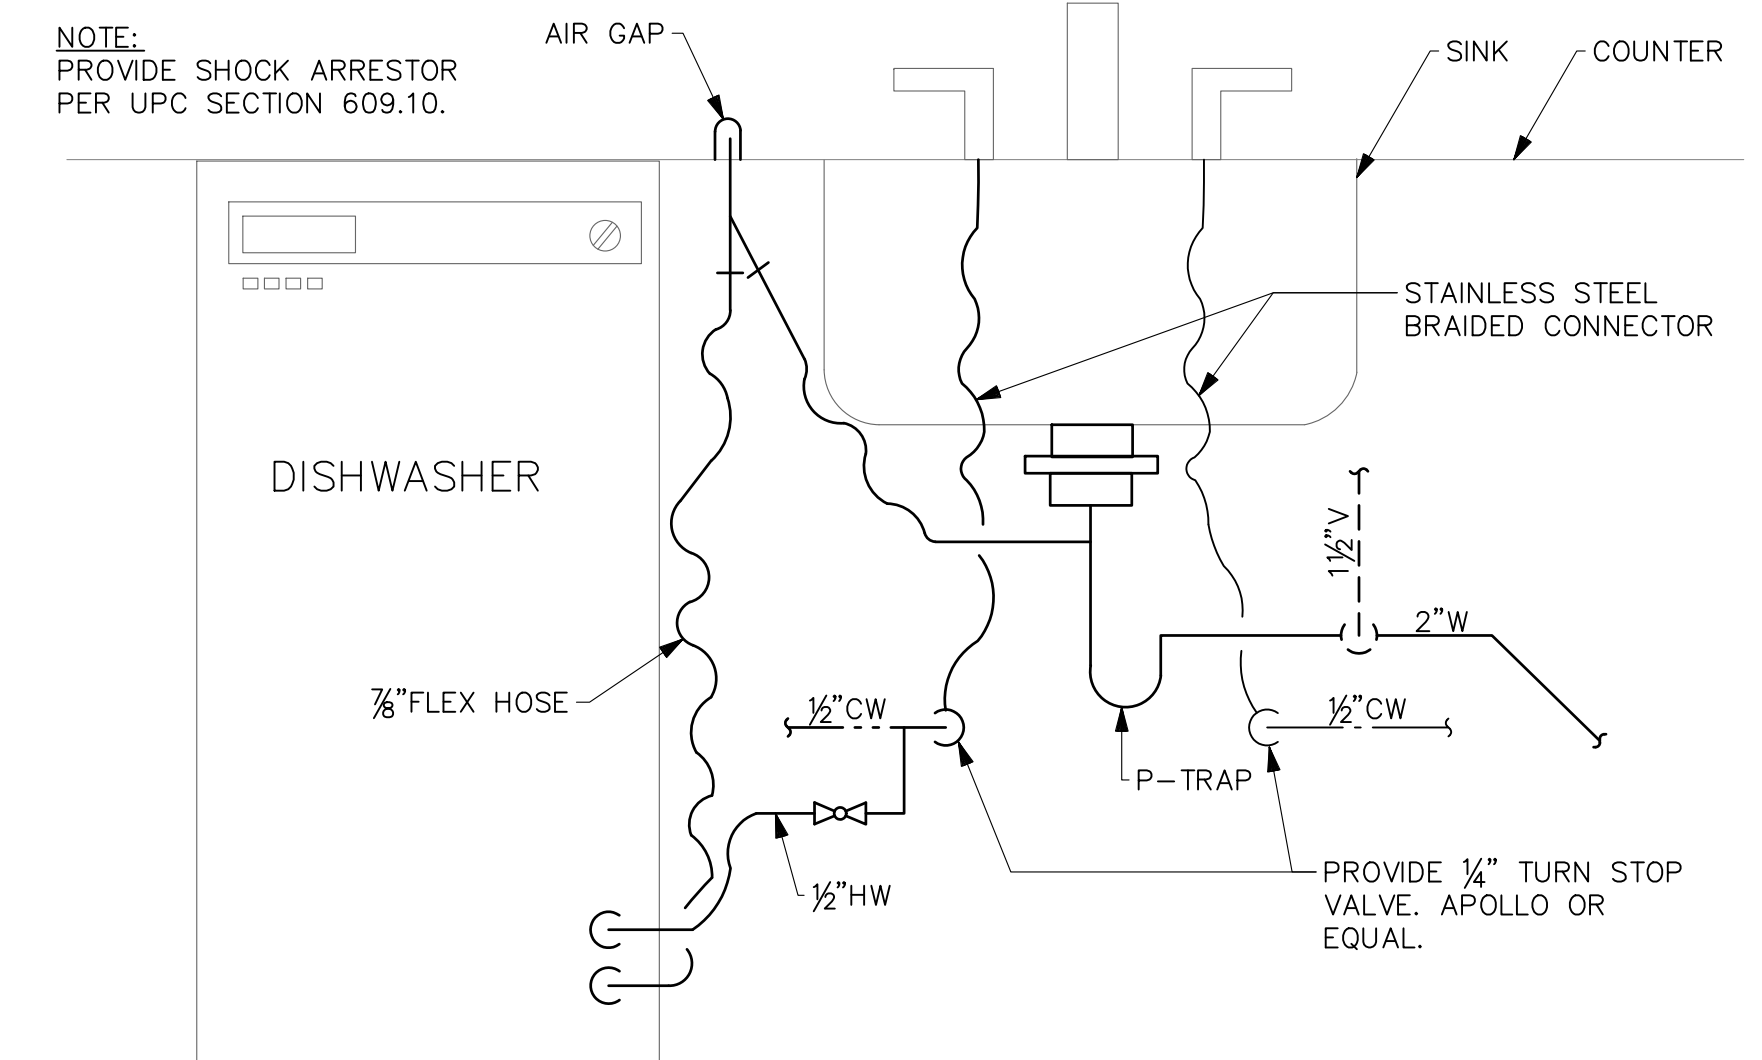 NOTE:
PROVIDE SHOCK ARRESTOR
PER UPC SECTION 609.10.
AIR GAP
SINK
COUNTER
STAINLESS STEEL
BRAIDED CONNECTOR
DISHWASHER
1½"V
2"W
⅞"FLEX HOSE
½"CW
½"CW
P-TRAP
½"HW
PROVIDE ¼" TURN STOP
VALVE. APOLLO OR
EQUAL.